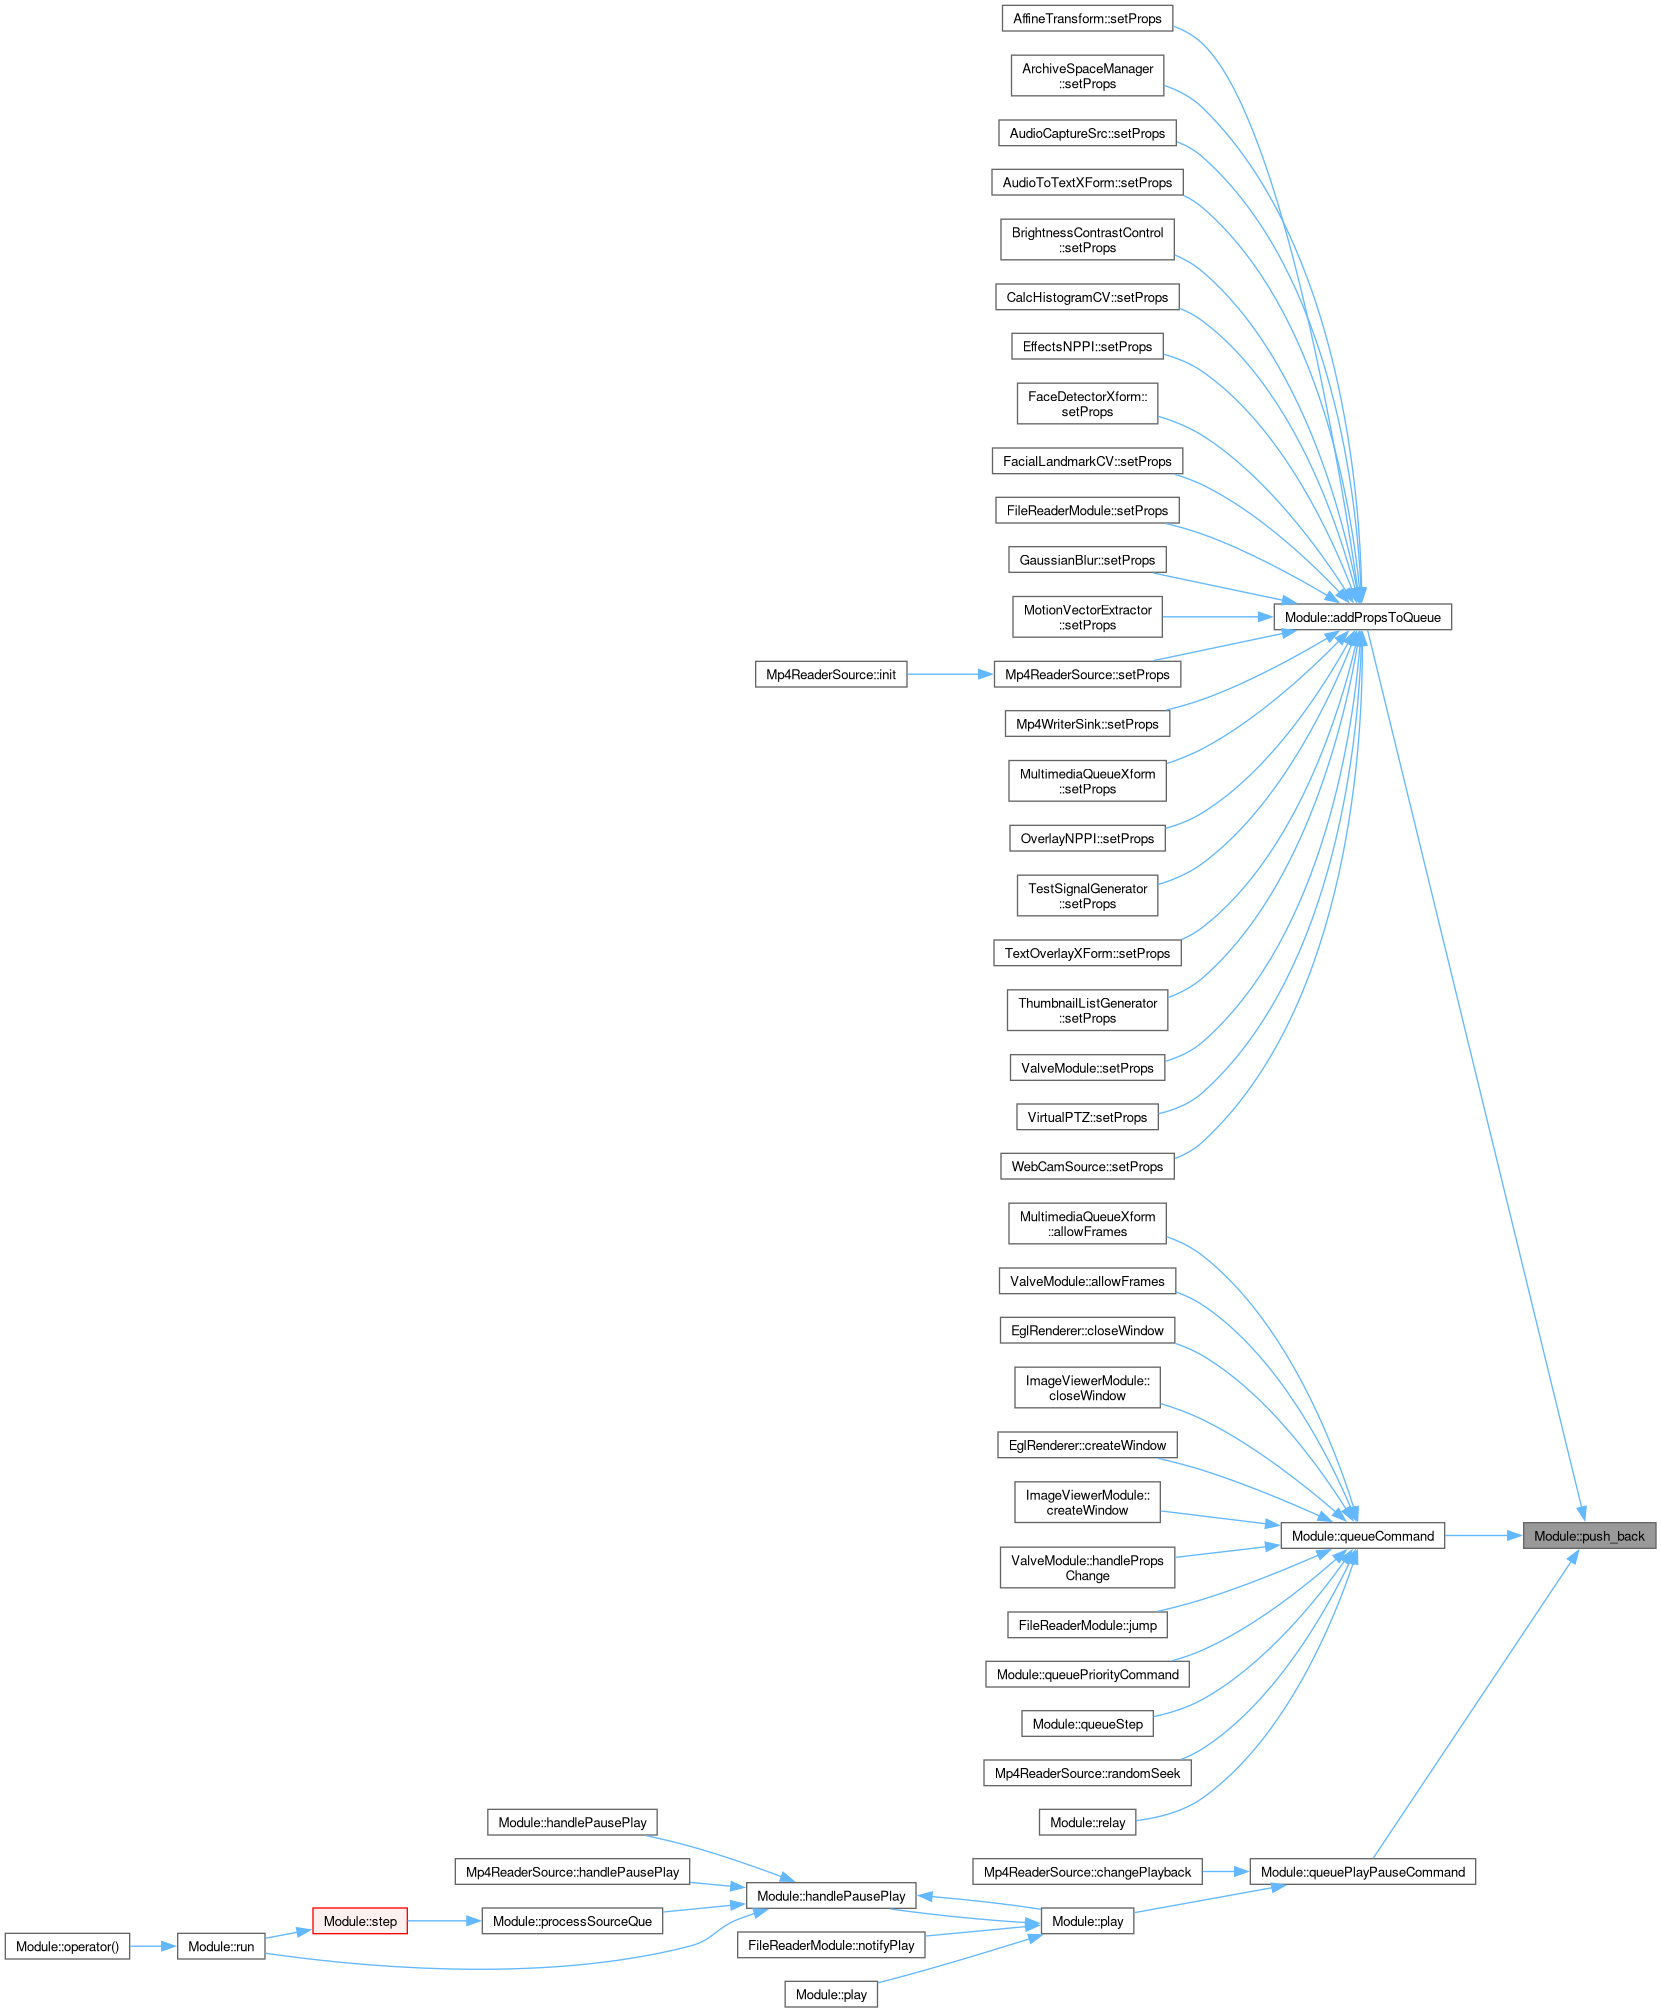 AffineTransform::setProps
ArchiveSpaceManager
::setProps
AudioCaptureSrc::setProps
AudioToTextXForm::setProps
BrightnessContrastControl
::setProps
CalcHistogramCV::setProps
EffectsNPPI::setProps
FaceDetectorXform::
setProps
FacialLandmarkCV::setProps
FileReaderModule::setProps
GaussianBlur::setProps
MotionVectorExtractor
::setProps
Module::addPropsToQueue
Mp4ReaderSource::init
Mp4ReaderSource::setProps
Mp4WriterSink::setProps
MultimediaQueueXform
::setProps
OverlayNPPI::setProps
TestSignalGenerator
::setProps
TextOverlayXForm::setProps
ThumbnailListGenerator
::setProps
ValveModule::setProps
VirtualPTZ::setProps
WebCamSource::setProps
MultimediaQueueXform
::allowFrames
ValveModule::allowFrames
EglRenderer::closeWindow
ImageViewerModule::
closeWindow
EglRenderer::createWindow
ImageViewerModule::
createWindow
Module::queueCommand
Module::push_back
ValveModule::handleProps
Change
FileReaderModule::jump
Module::queuePriorityCommand
Module::queueStep
Mp4ReaderSource::randomSeek
Module::relay
Module::handlePausePlay
Mp4ReaderSource::handlePausePlay
Mp4ReaderSource::changePlayback
Module::queuePlayPauseCommand
Module::handlePausePlay
Module::step
Module::processSourceQue
Module::play
Module::operator()
Module::run
FileReaderModule::notifyPlay
Module::play